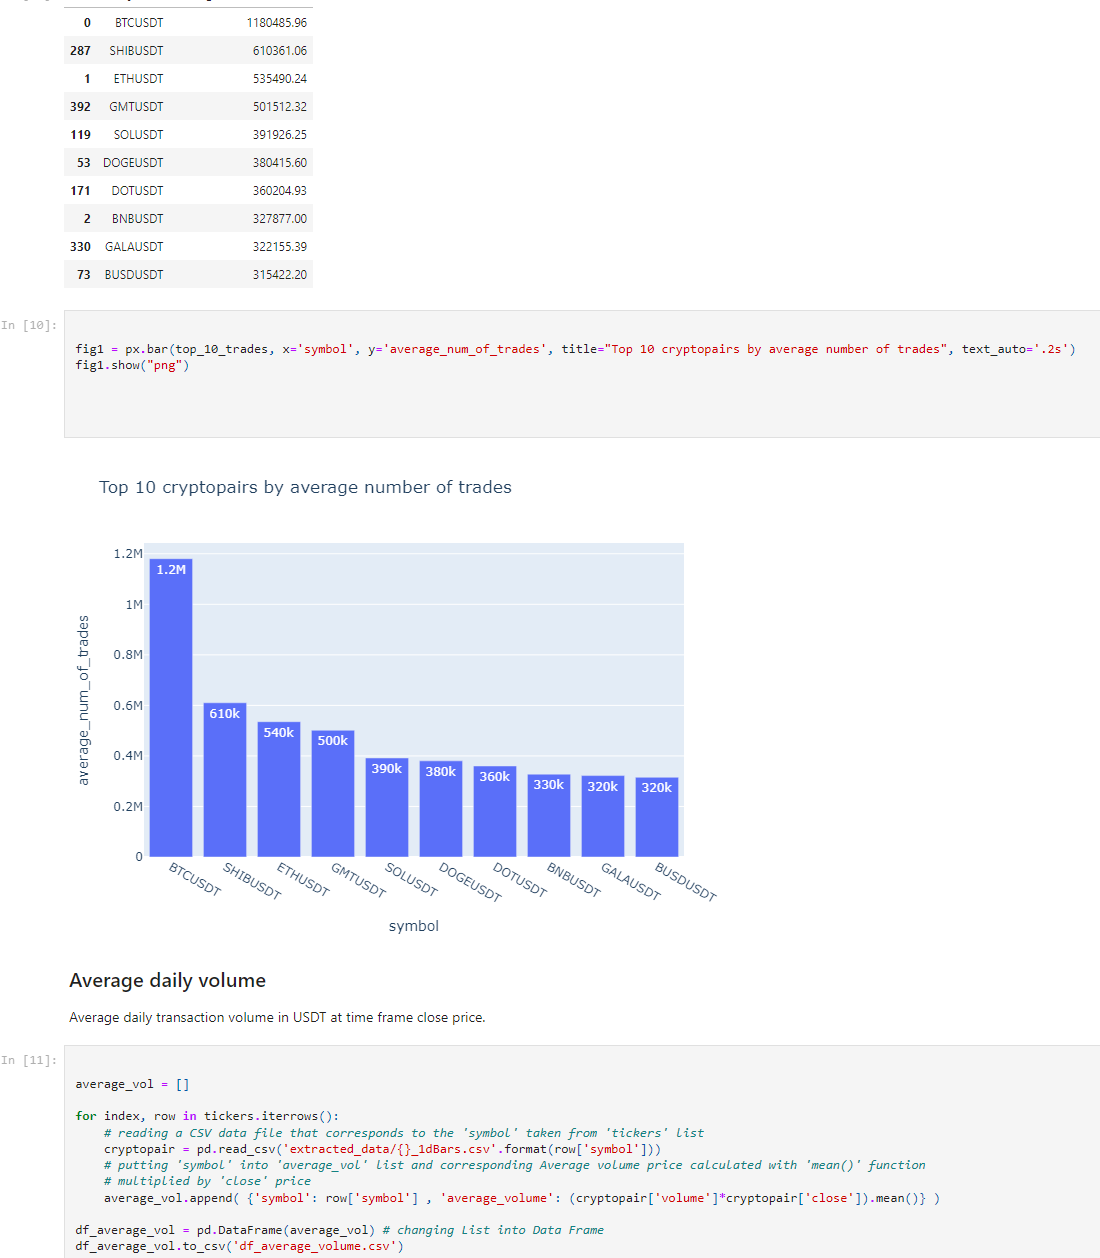 0 BTCUSDT 1180485.96
287 SHIBUSDT 610361.06
1 ETHUSDT 535490.24
392 GMTUSDT 501512.32
119 SOLUSDT 391926.25
53 DOGEUSDT 380415.60
171 DOTUSDT 360204.93
2 BNBUSDT 327877.00
330 GALAUSDT 322155.39
73 BUSDUSDT 315422.20
In [10]:
fig1 = px.bar(top_10_trades, x='symbol', y='average_num_of_trades', title="Top 10 cryptopairs by average number of trades", text_auto='.2s')
fig1.show("png")
Top 10 cryptopairs by average number of trades
average_num_of_trades
1.2M
1M
0.8M
0.6M
0.4M
0.2M
0
1.2M
610k
540k
500k
390k
380k
360k
330k
320k
320k
BTCUSDT
SHIBUSDT
ETHUSDT
GMTUSDT
SOLUSDT
DOGEUSDT
DOTUSDT
BNBUSDT
GALAUSDT
BUSDUSDT
symbol
Average daily volume
Average daily transaction volume in USDT at time frame close price.
In [11]:
average_vol = []
for index, row in tickers.iterrows():
# reading a CSV data file that corresponds to the 'symbol' taken from 'tickers' list
cryptopair = pd.read_csv('extracted_data/{}_1dBars.csv'.format(row['symbol']))
# putting 'symbol' into 'average_vol' list and corresponding Average volume price calculated with 'mean()' function
# multiplied by 'close' price
average_vol.append( {'symbol': row['symbol'] , 'average_volume': (cryptopair['volume']*cryptopair['close']).mean()} )
df_average_vol = pd.DataFrame(average_vol) # changing List into Data Frame
df_average_vol.to_csv('df_average_volume.csv')